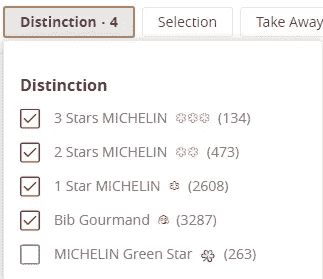 Distinction · 4 Selection Take Away
Distinction
3 Stars MICHELIN (134)
2 Stars MICHELIN (473)
1 Star MICHELIN (2608)
Bib Gourmand (3287)
MICHELIN Green Star (263)